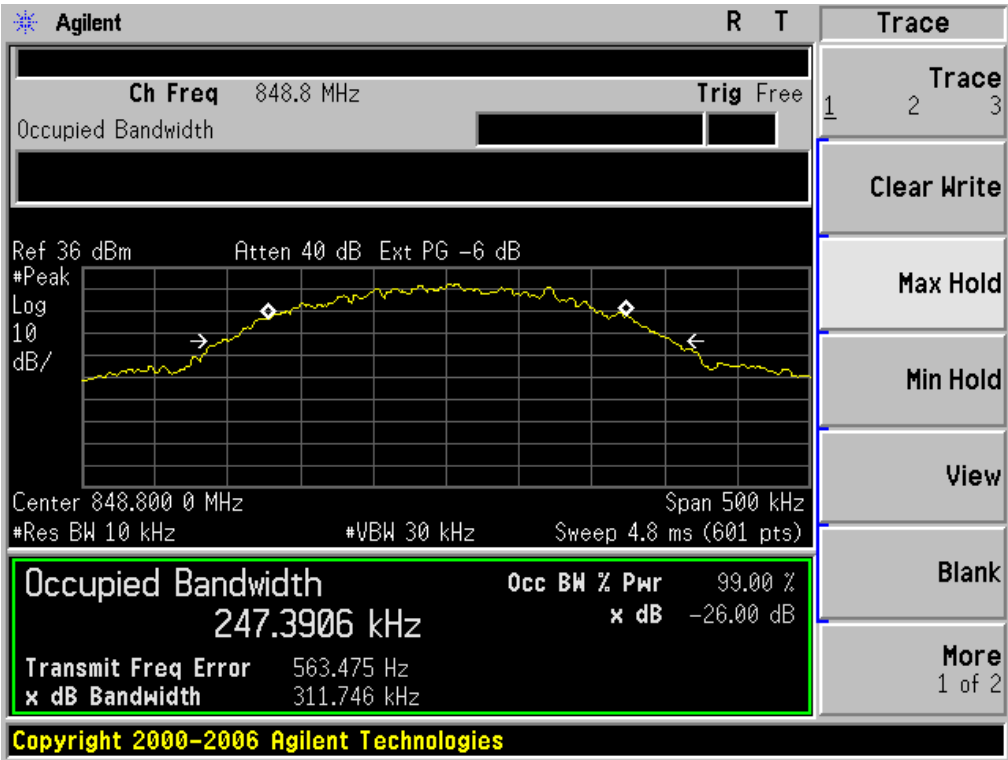 Agilent R T
Ch Freq 848.8 MHz Trig Free
Occupied Bandwidth
Ref 36 dBm Atten 40 dB Ext PG -6 dB
#Peak
Log
10
dB/
Center 848.800 0 MHz Span 500 kHz
#Res BW 10 kHz #VBW 30 kHz Sweep 4.8 ms (601 pts)
Occupied Bandwidth Occ BW % Pwr 99.00 %
247.3906 kHz x dB -26.00 dB
Transmit Freq Error 563.475 Hz
x dB Bandwidth 311.746 kHz
Copyright 2000-2006 Agilent Technologies
Trace
Trace
1 2 3
Clear Write
Max Hold
Min Hold
View
Blank
More
1 of 2